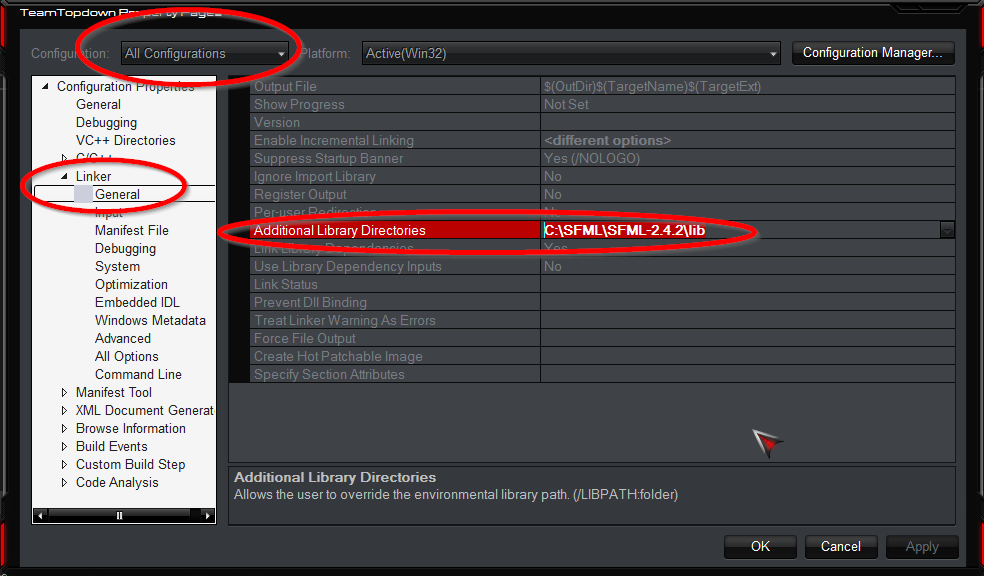 TeamTopdown Property Pages
Configuration: All Configurations Platform: Active(Win32) Configuration Manager...
Configuration Properties
General
Debugging
VC++ Directories
C/C++
Linker
General
Input
Manifest File
Debugging
System
Optimization
Embedded IDL
Windows Metadata
Advanced
All Options
Command Line
Manifest Tool
XML Document Generat
Browse Information
Build Events
Custom Build Step
Code Analysis
Output File $(OutDir)$(TargetName)$(TargetExt)
Show Progress Not Set
Version
Enable Incremental Linking <different options>
Suppress Startup Banner Yes (/NOLOGO)
Ignore Import Library No
Register Output No
Per-user Redirection No
Additional Library Directories C:\SFML\SFML-2.4.2\lib
Link Library Dependencies Yes
Use Library Dependency Inputs No
Link Status
Prevent Dll Binding
Treat Linker Warning As Errors
Force File Output
Create Hot Patchable Image
Specify Section Attributes
Additional Library Directories
Allows the user to override the environmental library path. (/LIBPATH:folder)
OK Cancel Apply